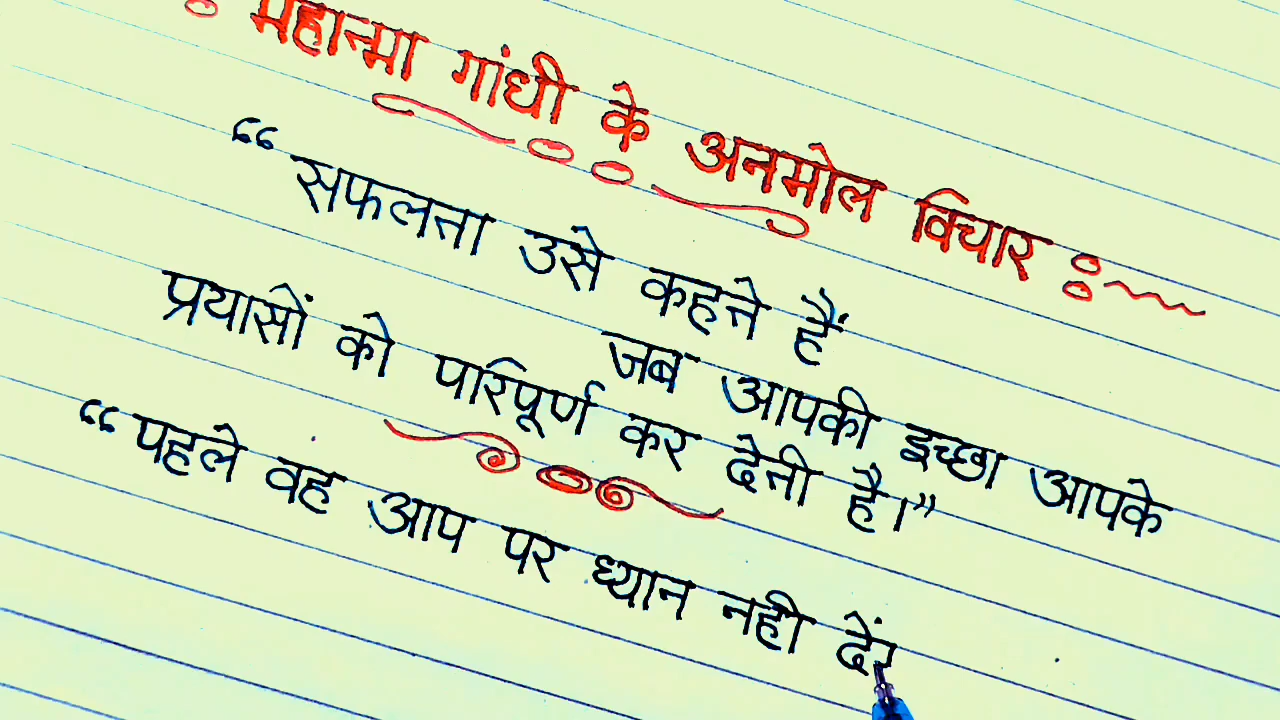 महात्मा गांधी के अनमोल विचार :
“ सफलता उसे कहते हैं
जब आपकी इच्छा आपके
प्रयासों को परिपूर्ण कर देती है।”
“ पहले वह आप पर ध्यान नही